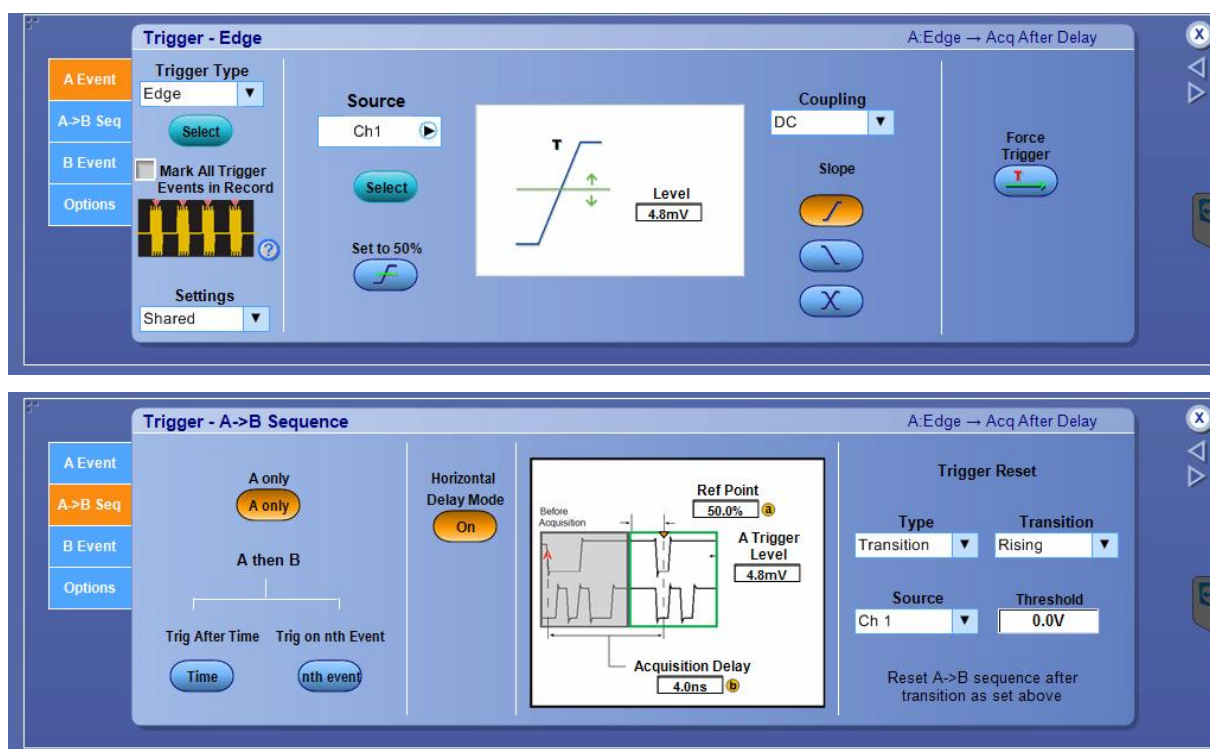 Trigger - Edge
A:Edge → Acq After Delay
X
A Event
A->B Seq
B Event
Options
Trigger Type
Edge
Select
Mark All Trigger
Events in Record
?
Settings
Shared
Source
Ch1
Select
Set to 50%
T
Level
4.8mV
Coupling
DC
Slope
Force
Trigger
T
Trigger - A->B Sequence
A:Edge → Acq After Delay
X
A Event
A->B Seq
B Event
Options
A only
A only
A then B
Trig After Time
Trig on nth Event
Time
nth event
Horizontal
Delay Mode
On
Before
Acquisition
A
Ref Point
50.0% a
A Trigger
Level
4.8mV
Acquisition Delay
4.0ns b
Trigger Reset
Type
Transition
Transition
Rising
Source
Ch 1
Threshold
0.0V
Reset A->B sequence after
transition as set above